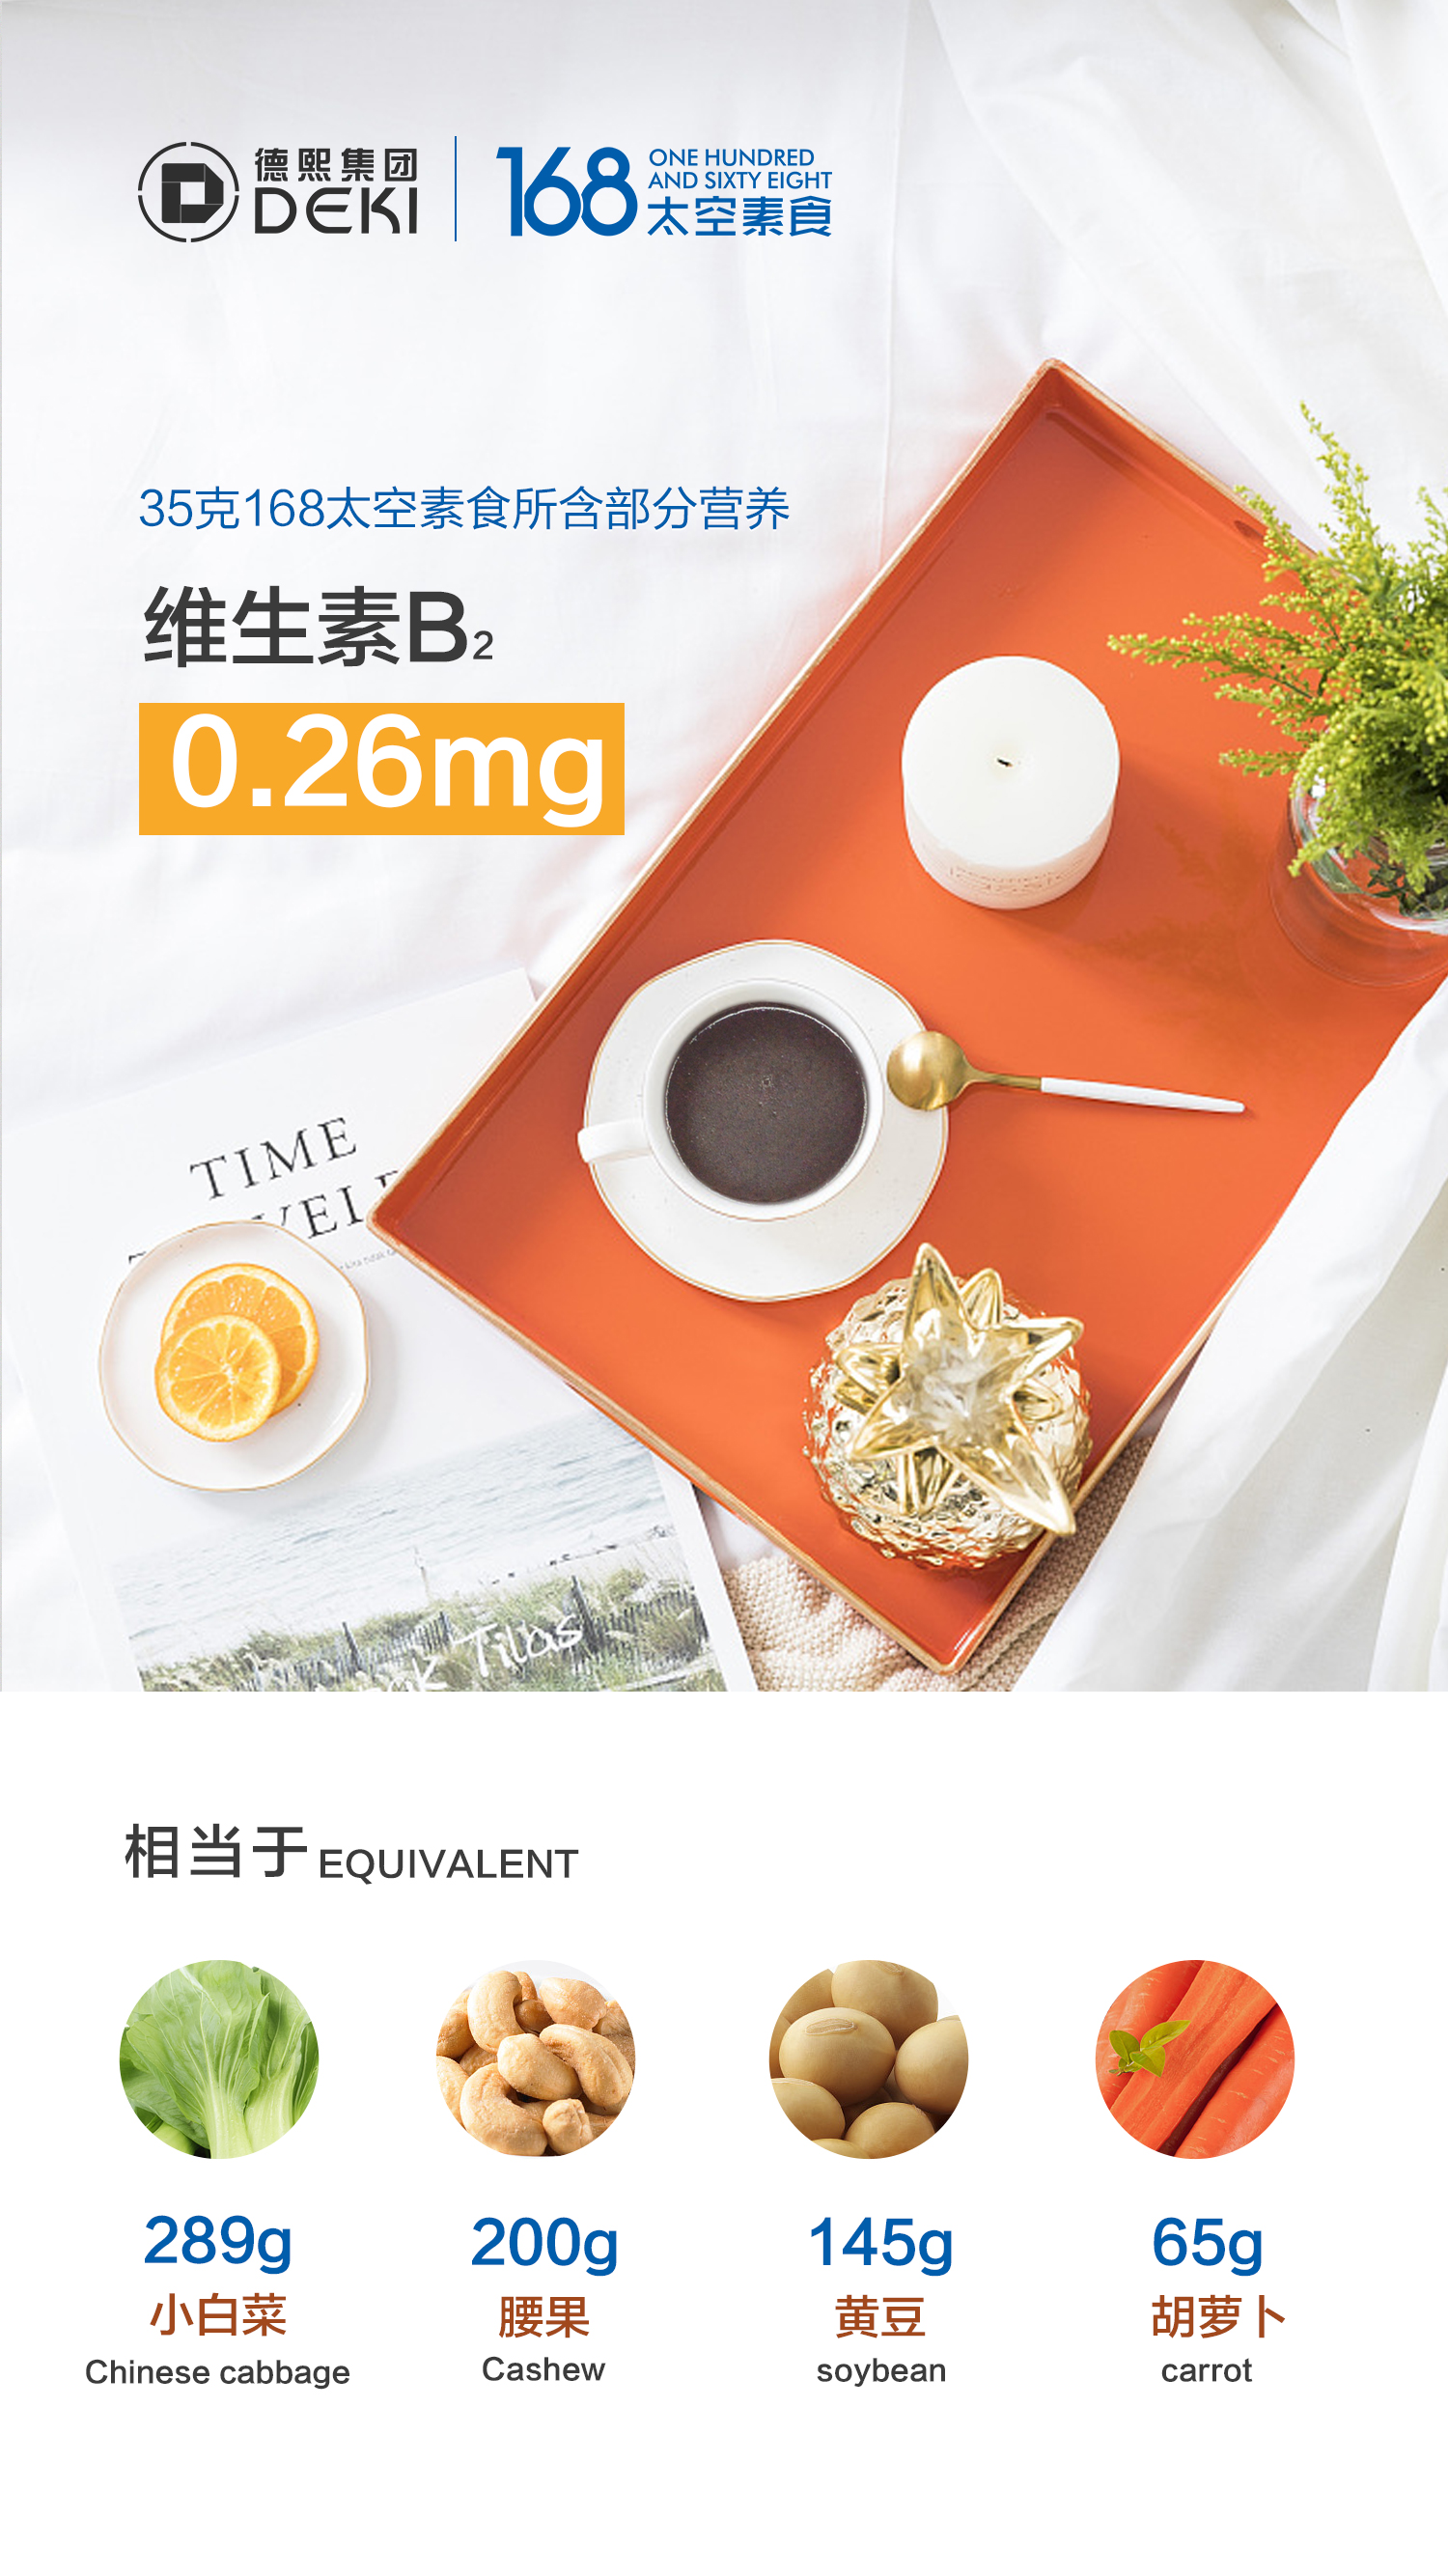 德熙集团
DEKI
168
ONE HUNDRED
AND SIXTY EIGHT
太空素食
35克168太空素食所含部分营养
维生素B₂
0.26mg
TIME
Tilas
相当于 EQUIVALENT
289g
小白菜
Chinese cabbage
200g
腰果
Cashew
145g
黄豆
soybean
65g
胡萝卜
carrot